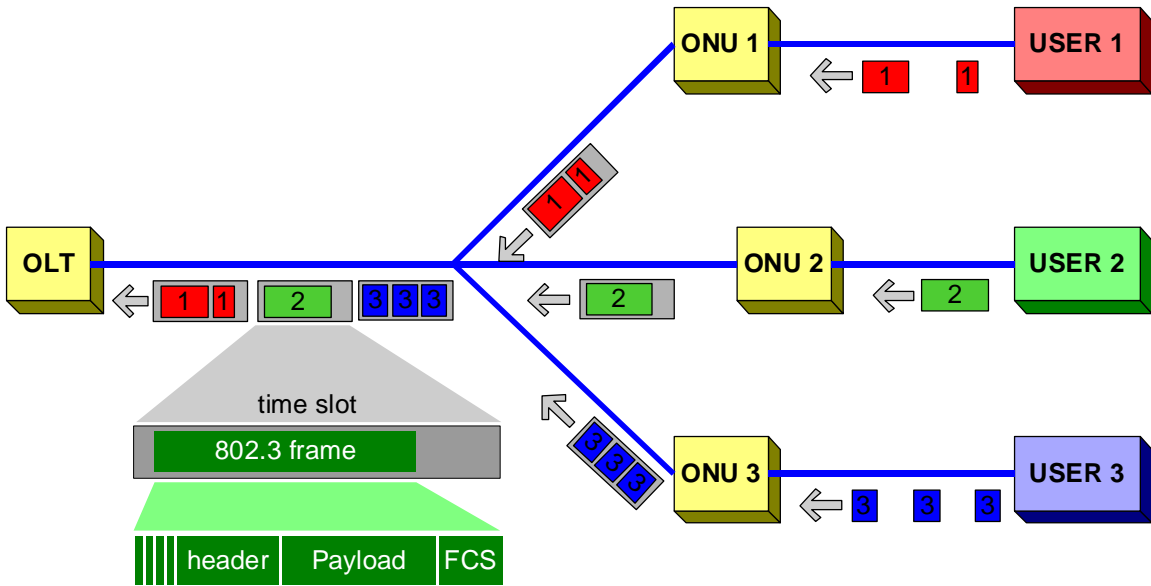 ONU 1
USER 1
1
1
1
1
OLT
ONU 2
USER 2
1
1
2
3
3
3
2
2
time slot
802.3 frame
3
3
3
ONU 3
USER 3
3
3
3
header
Payload
FCS